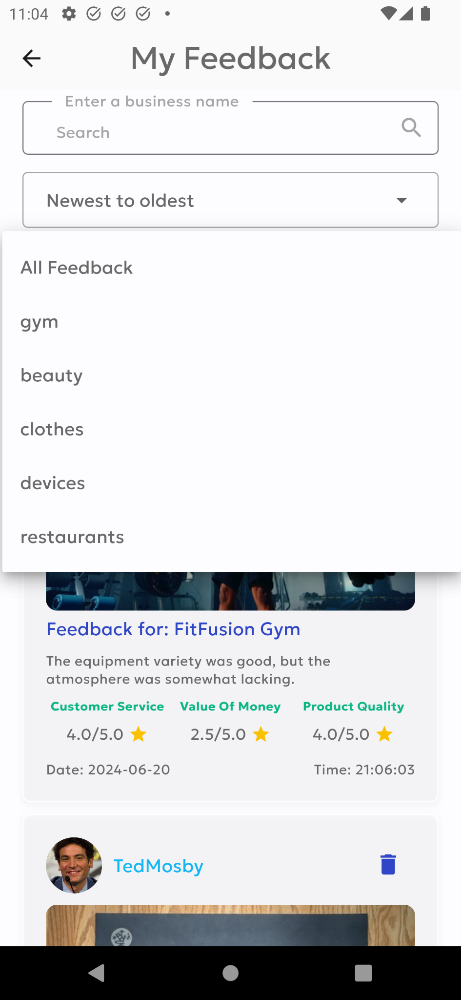 11:04
My Feedback
Enter a business name
Search
Newest to oldest
All Feedback
gym
beauty
clothes
devices
restaurants
Feedback for: FitFusion Gym
The equipment variety was good, but the
atmosphere was somewhat lacking.
Customer Service Value Of Money Product Quality
4.0/5.0 2.5/5.0 4.0/5.0
Date: 2024-06-20 Time: 21:06:03
TedMosby